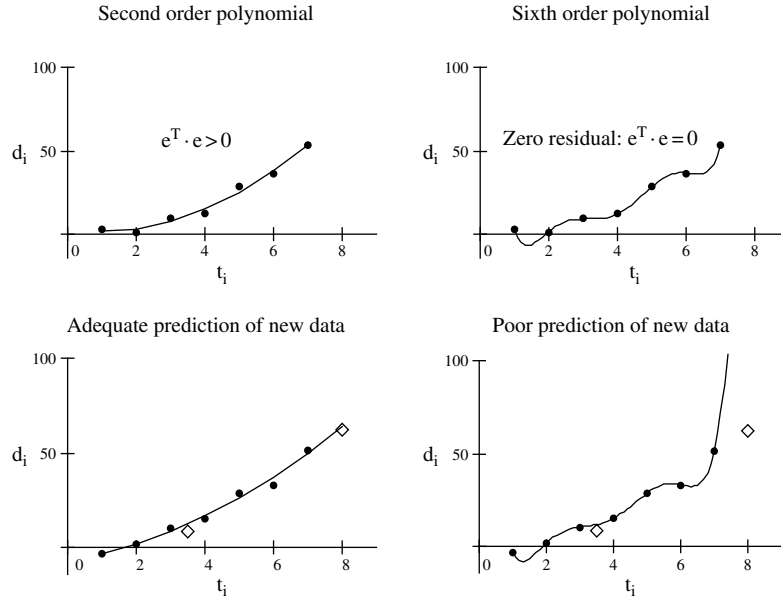 Second order polynomial
100
50
d_i
e^T · e > 0
0 2 4 6 8
t_i
Sixth order polynomial
100
50
d_i
Zero residual: e^T · e = 0
0 2 4 6 8
t_i
Adequate prediction of new data
100
50
d_i
0 2 4 6 8
t_i
Poor prediction of new data
100
50
d_i
0 2 4 6 8
t_i